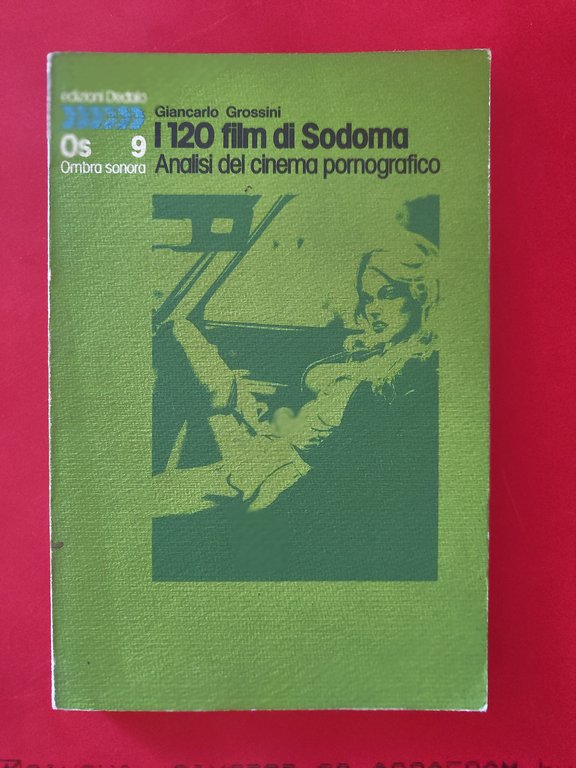 edizioni Dedalo
Os 9
Ombra sonora
Giancarlo Grossini
I 120 film di Sodoma
Analisi del cinema pornografico